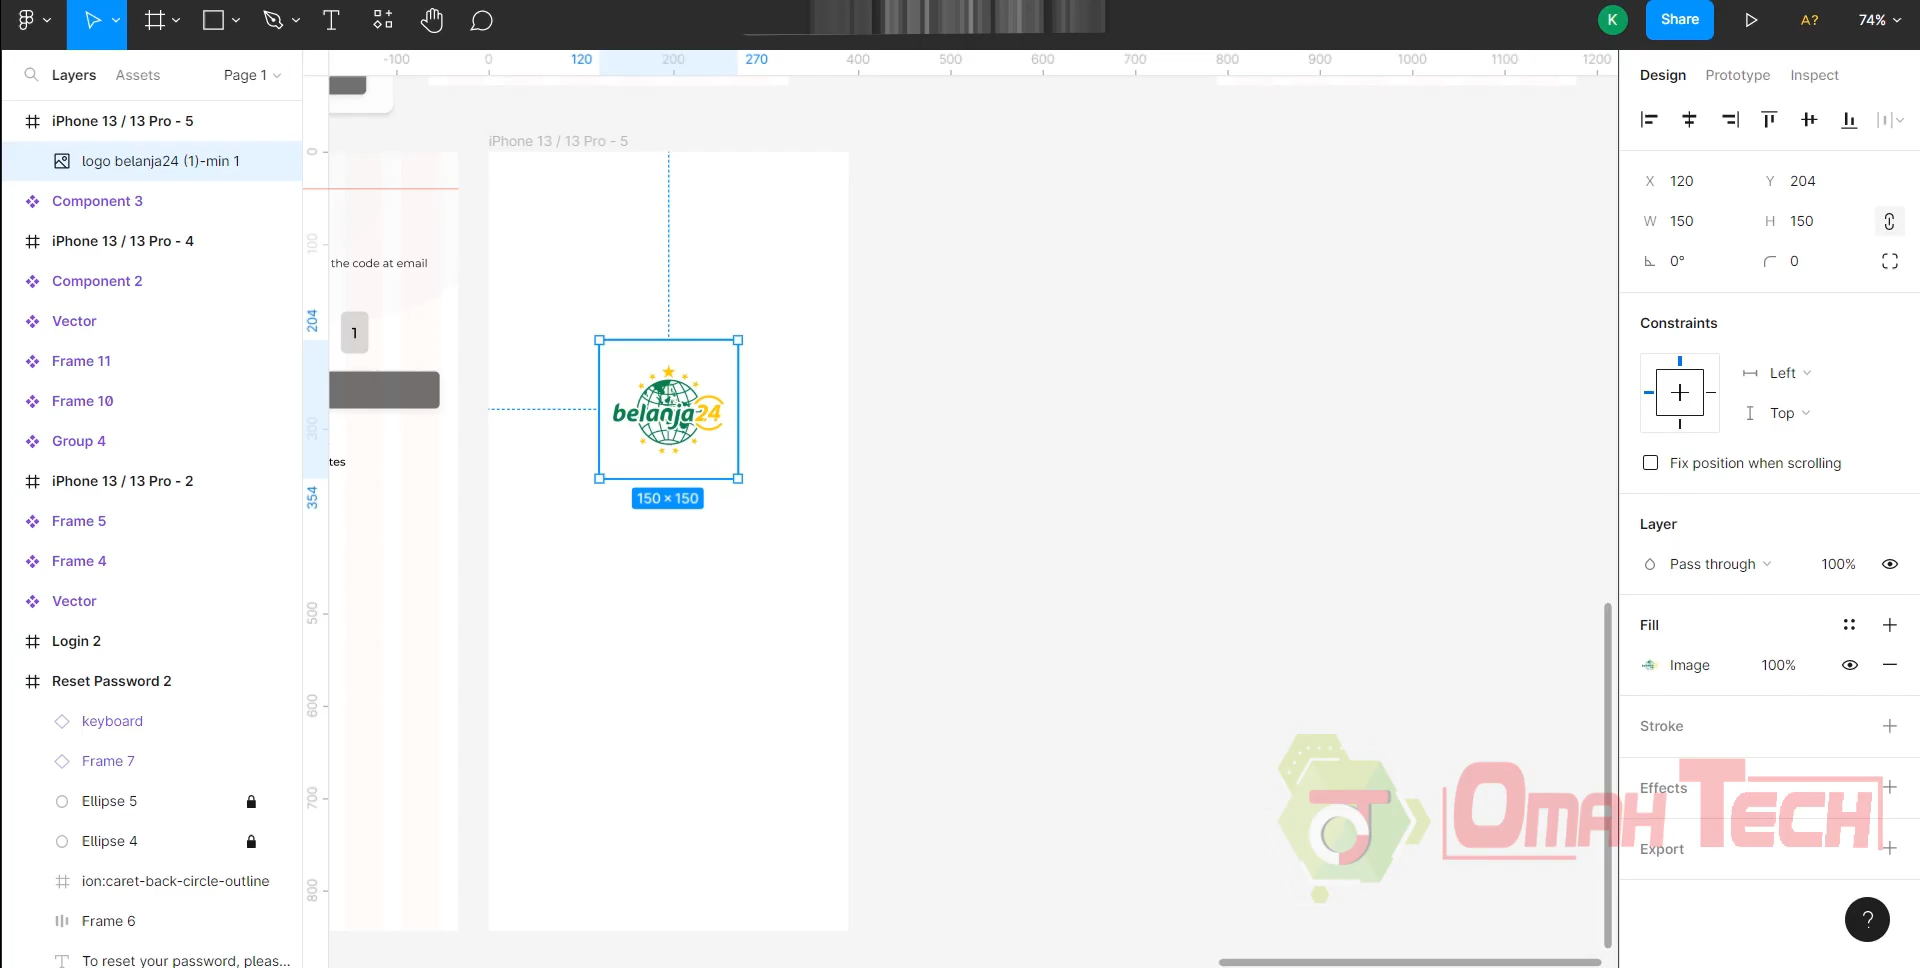 K
Share
A?
74%
Layers
Assets
Page 1
iPhone 13 / 13 Pro - 5
logo belanja24 (1)-min 1
Component 3
iPhone 13 / 13 Pro - 4
Component 2
Vector
Frame 11
Frame 10
Group 4
iPhone 13 / 13 Pro - 2
Frame 5
Frame 4
Vector
Login 2
Reset Password 2
keyboard
Frame 7
Ellipse 5
Ellipse 4
ion:caret-back-circle-outline
Frame 6
To reset your password, pleas...
-100 0 120 200 270 400 500 600 700 800 900 1000 1100 1200
0
100
204
300
354
500
600
700
800
the code at email
1
tes
iPhone 13 / 13 Pro - 5
belanja24
150 × 150
Design
Prototype
Inspect
X 120 Y 204
W 150 H 150
0° 0
Constraints
Left
Top
Fix position when scrolling
Layer
Pass through 100%
Fill
Image 100%
Stroke
Effects
Export
OMAH TECH
?